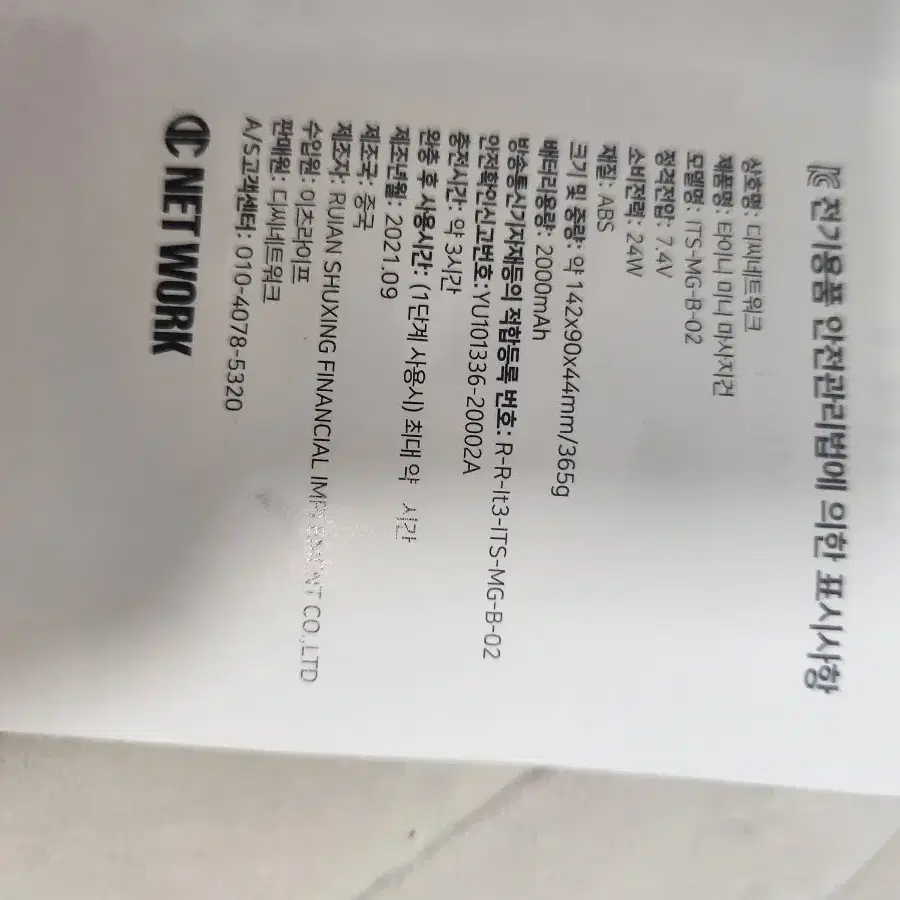 전기용품 안전관리법에 의한 표시사항
상호명: 디씨네트워크
제품명: 타이니 미니 마사지건
모델명: ITS-MG-B-02
정격전압: 7.4V
소비전력: 24W
재질: ABS
크기 및 중량: 약 142x90x44mm/365g
배터리용량: 2000mAh
방송통신기자재등의 적합등록 번호: R-R-It3-ITS-MG-B-02
안전확인신고번호:YU101336-20002A
충전시간: 약 3시간
완충 후 사용시간: (1단계 사용시) 최대 약 시간
제조년월: 2021.09
제조국: 중국
제조자: RUIAN SHUXING FINANCIAL CO.,LTD
수입원: 이츠라이프
판매원: 디씨네트워크
A/S고객센터: 010-4078-5320
NETWORK